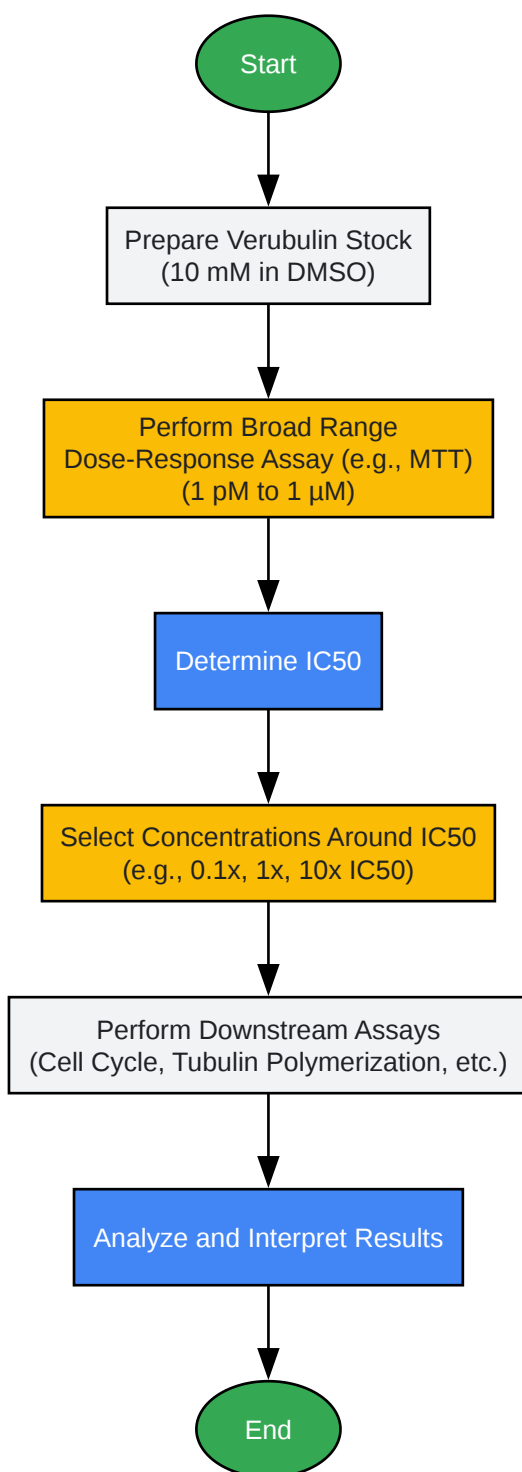 Start
Prepare Verubulin Stock
(10 mM in DMSO)
Perform Broad Range
Dose-Response Assay (e.g., MTT)
(1 pM to 1 µM)
Determine IC50
Select Concentrations Around IC50
(e.g., 0.1x, 1x, 10x IC50)
Perform Downstream Assays
(Cell Cycle, Tubulin Polymerization, etc.)
Analyze and Interpret Results
End